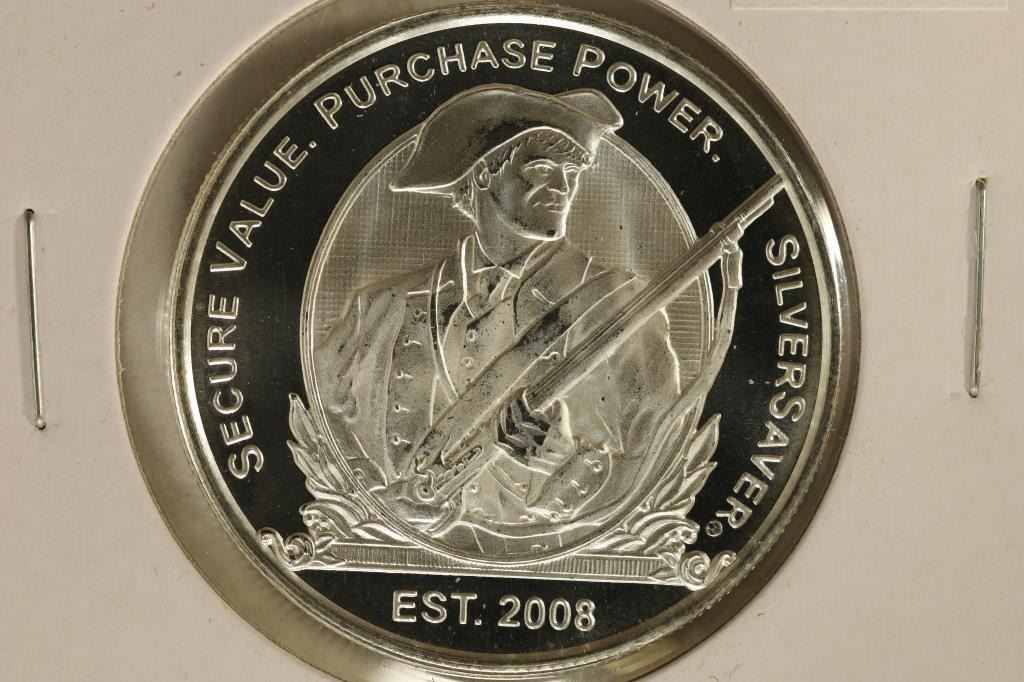 SECURE VALUE. PURCHASE POWER. SILVERSAVER®
EST. 2008